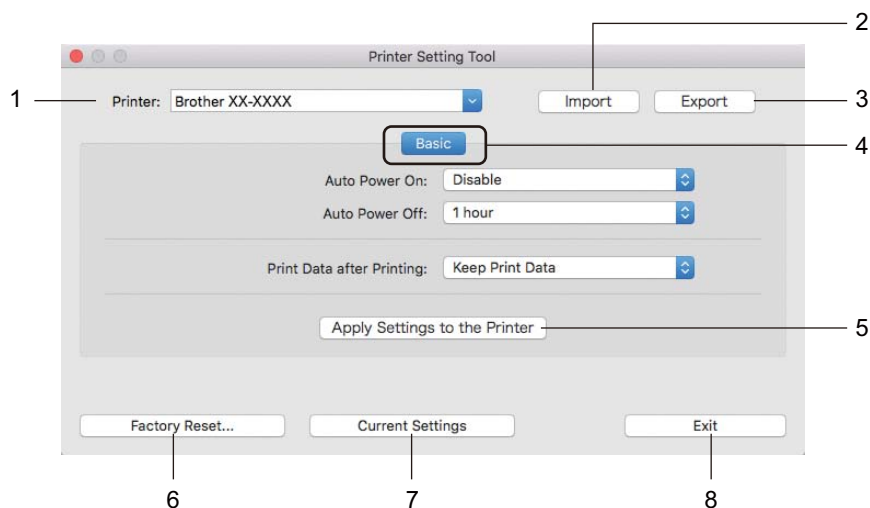 2
Printer Setting Tool
1 Printer: Brother XX-XXXX Import Export 3
Basic 4
Auto Power On: Disable
Auto Power Off: 1 hour
Print Data after Printing: Keep Print Data
Apply Settings to the Printer 5
Factory Reset... Current Settings Exit
6 7 8